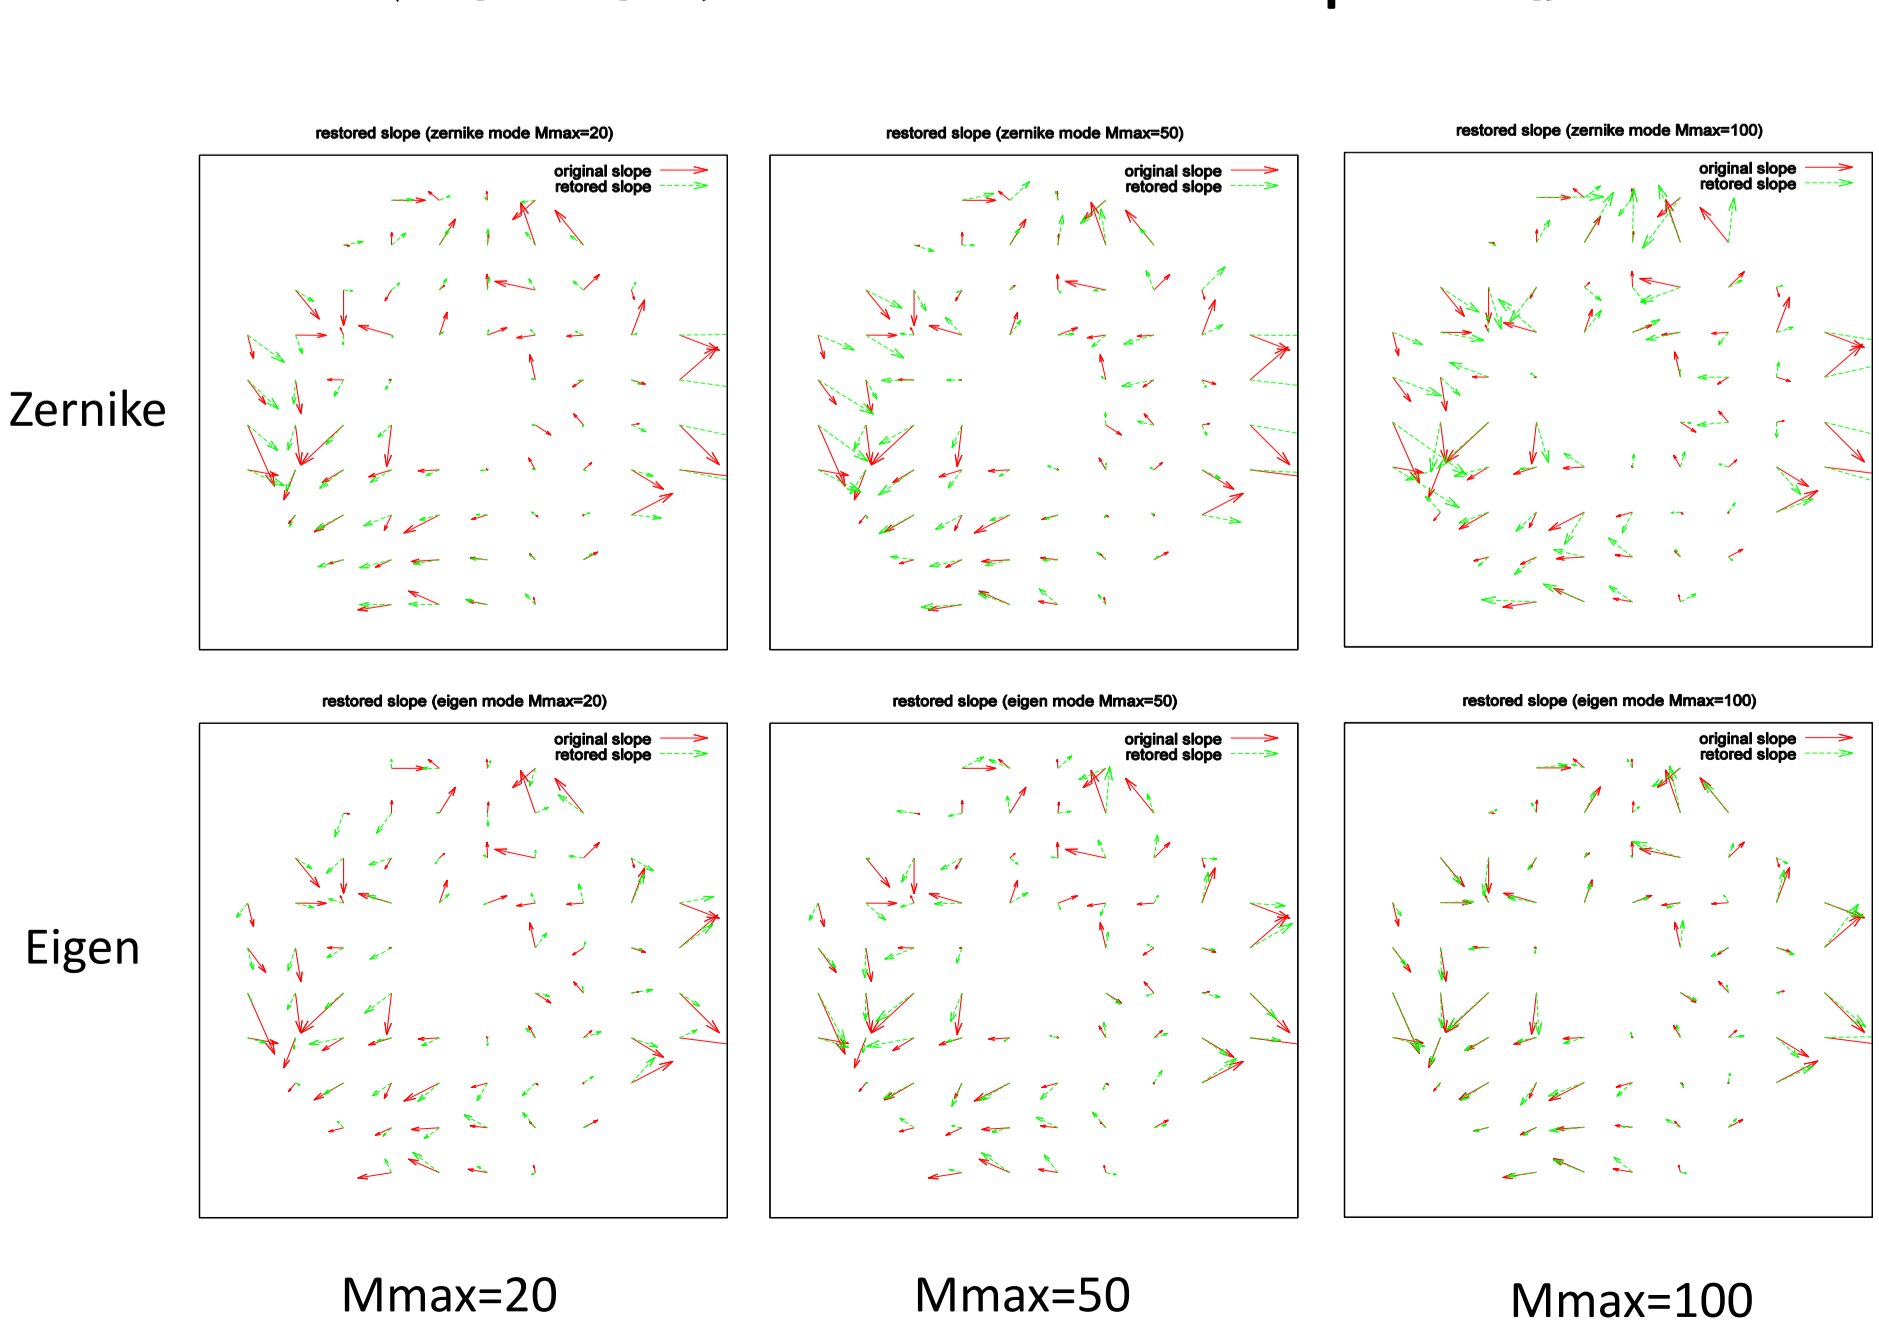 restored slope (zernike mode Mmax=20)
original slope
retored slope
restored slope (zernike mode Mmax=50)
original slope
retored slope
restored slope (zernike mode Mmax=100)
original slope
retored slope
Zernike
restored slope (eigen mode Mmax=20)
original slope
retored slope
restored slope (eigen mode Mmax=50)
original slope
retored slope
restored slope (eigen mode Mmax=100)
original slope
retored slope
Eigen
Mmax=20
Mmax=50
Mmax=100